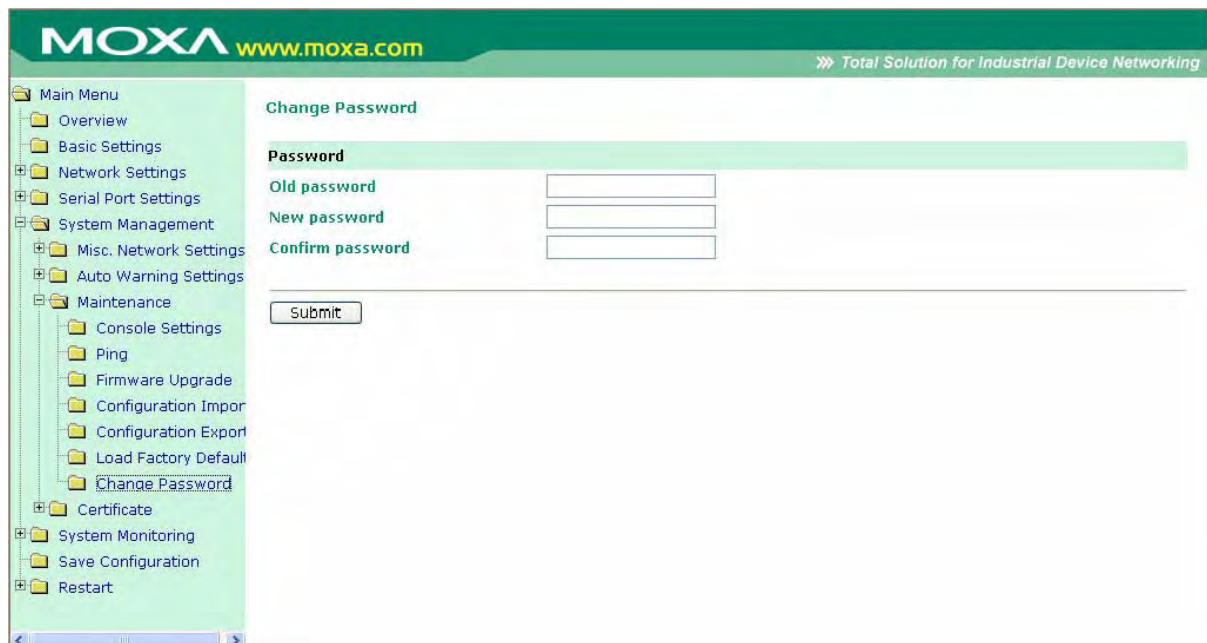 MOXA www.moxa.com
Total Solution for Industrial Device Networking
Main Menu
Overview
Basic Settings
Network Settings
Serial Port Settings
System Management
Misc. Network Settings
Auto Warning Settings
Maintenance
Console Settings
Ping
Firmware Upgrade
Configuration Impor
Configuration Export
Load Factory Default
Change Password
Certificate
System Monitoring
Save Configuration
Restart
Change Password
Password
Old password
New password
Confirm password
Submit